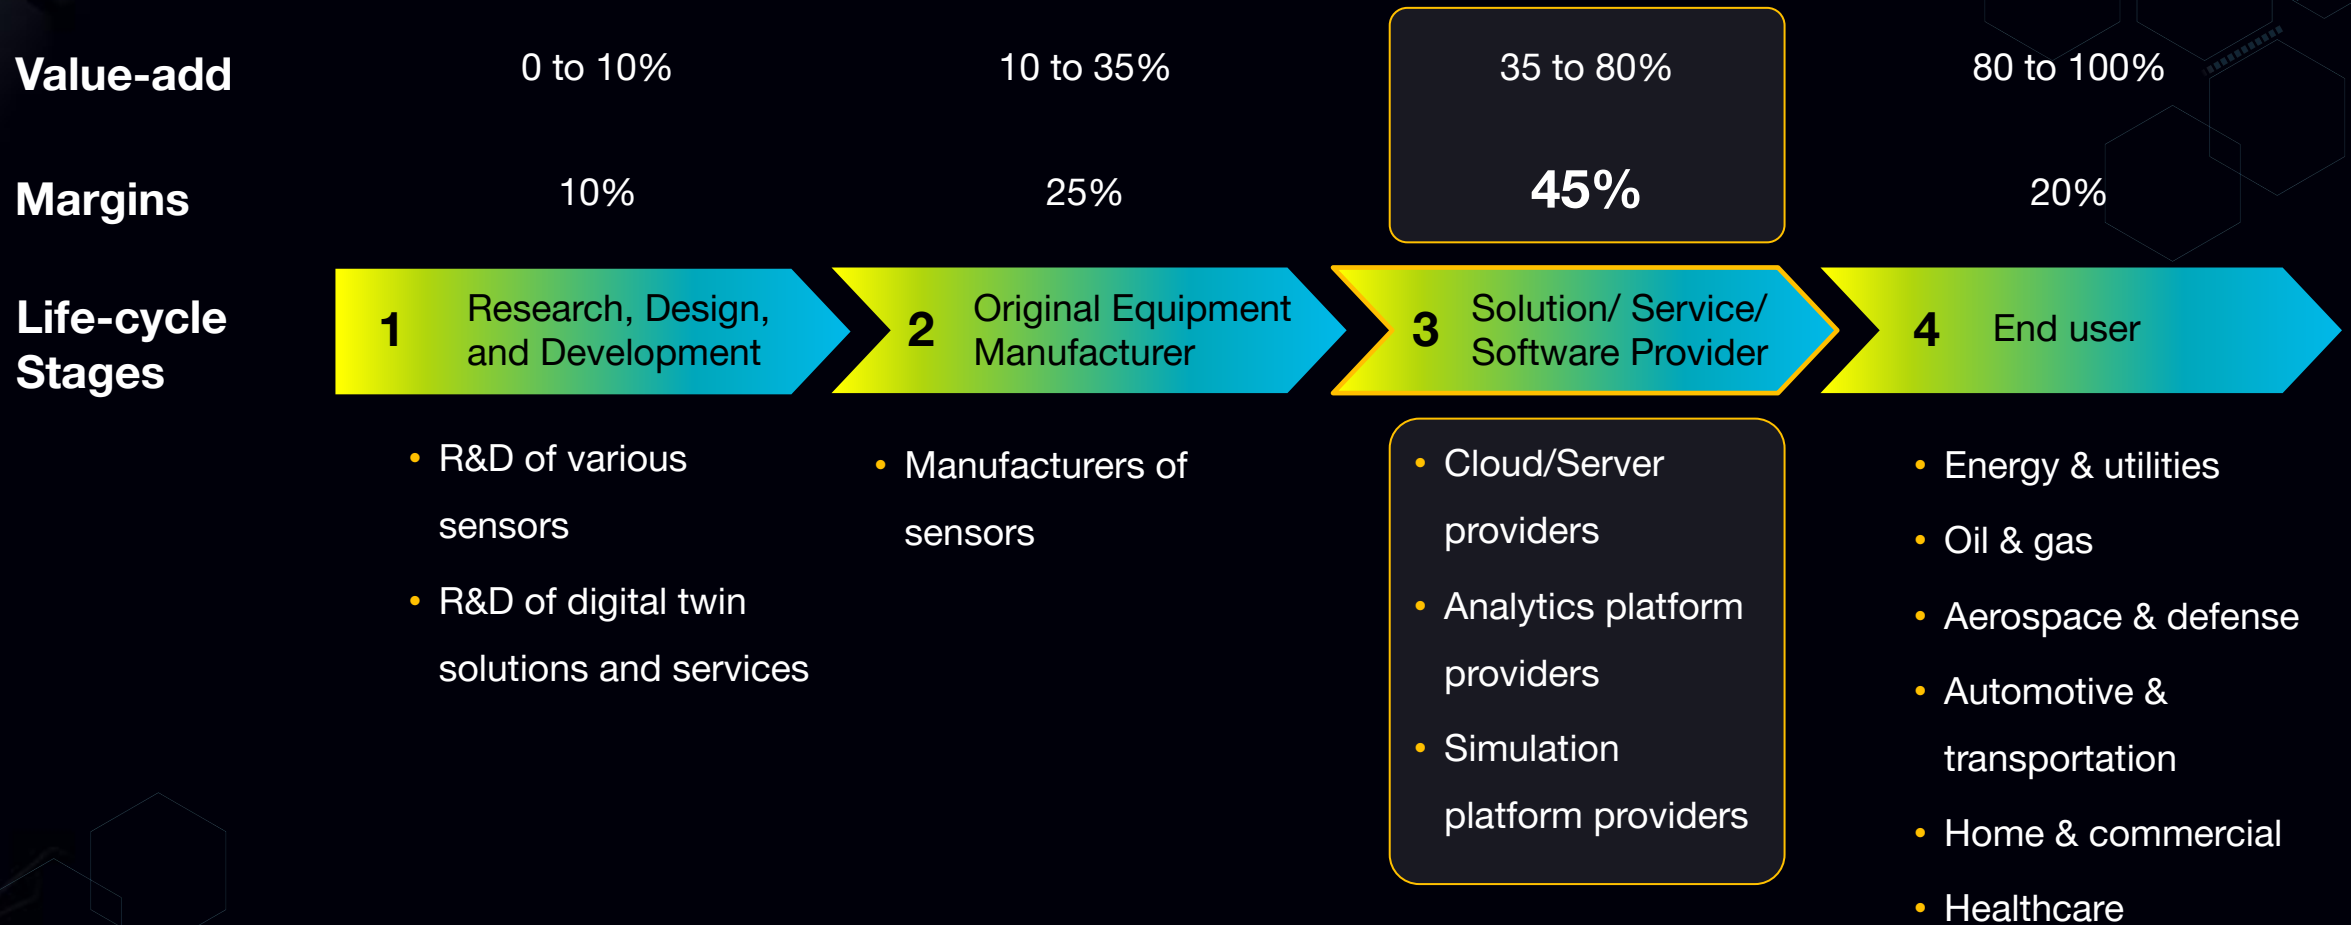 Value-add
0 to 10%
10 to 35%
35 to 80%
80 to 100%
Margins
10%
25%
45%
20%
Life-cycle
Stages
1
Research, Design,
and Development
2
Original Equipment
Manufacturer
3
Solution/ Service/
Software Provider
4
End user
• R&D of various
sensors
• R&D of digital twin
solutions and services
• Manufacturers of
sensors
• Cloud/Server
providers
• Analytics platform
providers
• Simulation
platform providers
• Energy & utilities
• Oil & gas
• Aerospace & defense
• Automotive &
transportation
• Home & commercial
• Healthcare